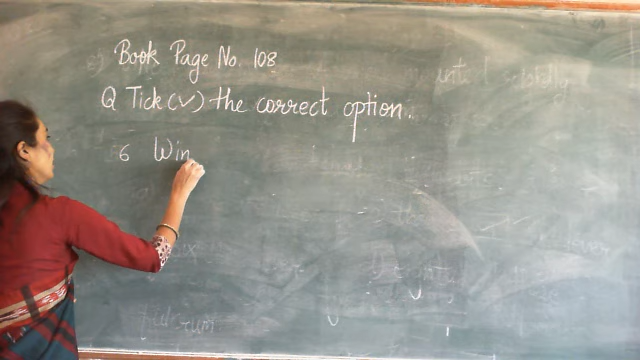 Book Page No. 108
Q Tick (✓) the correct option.
6 Win